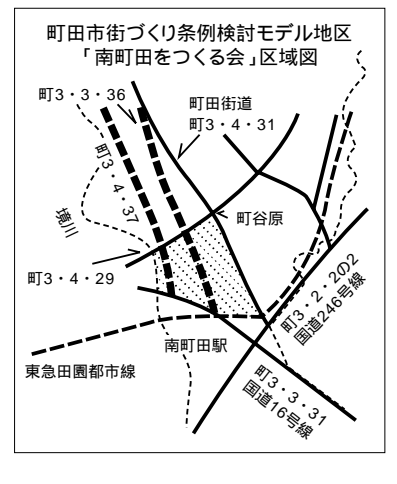 町田市街づくり条例検討モデル地区
「南町田をつくる会」区域図
町3・3・36
町田街道
町3・4・31
町3・4・37
境川
町谷原
町3・4・29
町3・2・2の2
国道246号線
南町田駅
東急田園都市線
町3・3・31
国道16号線